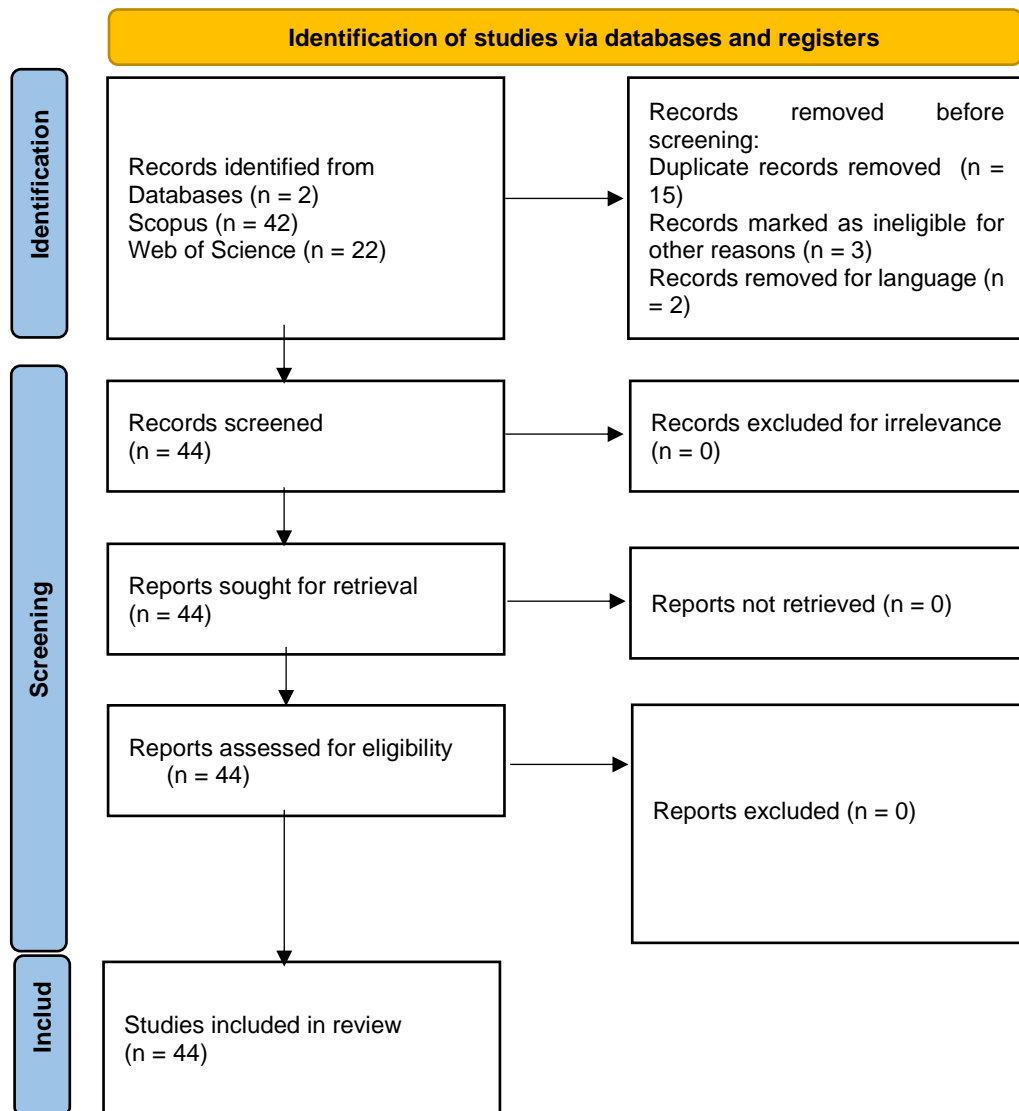 Identification of studies via databases and registers
Identification
Records identified from
Databases (n = 2)
Scopus (n = 42)
Web of Science (n = 22)
Records removed before
screening:
Duplicate records removed (n =
15)
Records marked as ineligible for
other reasons (n = 3)
Records removed for language (n
= 2)
Screening
Records screened
(n = 44)
Records excluded for irrelevance
(n = 0)
Reports sought for retrieval
(n = 44)
Reports not retrieved (n = 0)
Reports assessed for eligibility
(n = 44)
Reports excluded (n = 0)
Includ
Studies included in review
(n = 44)